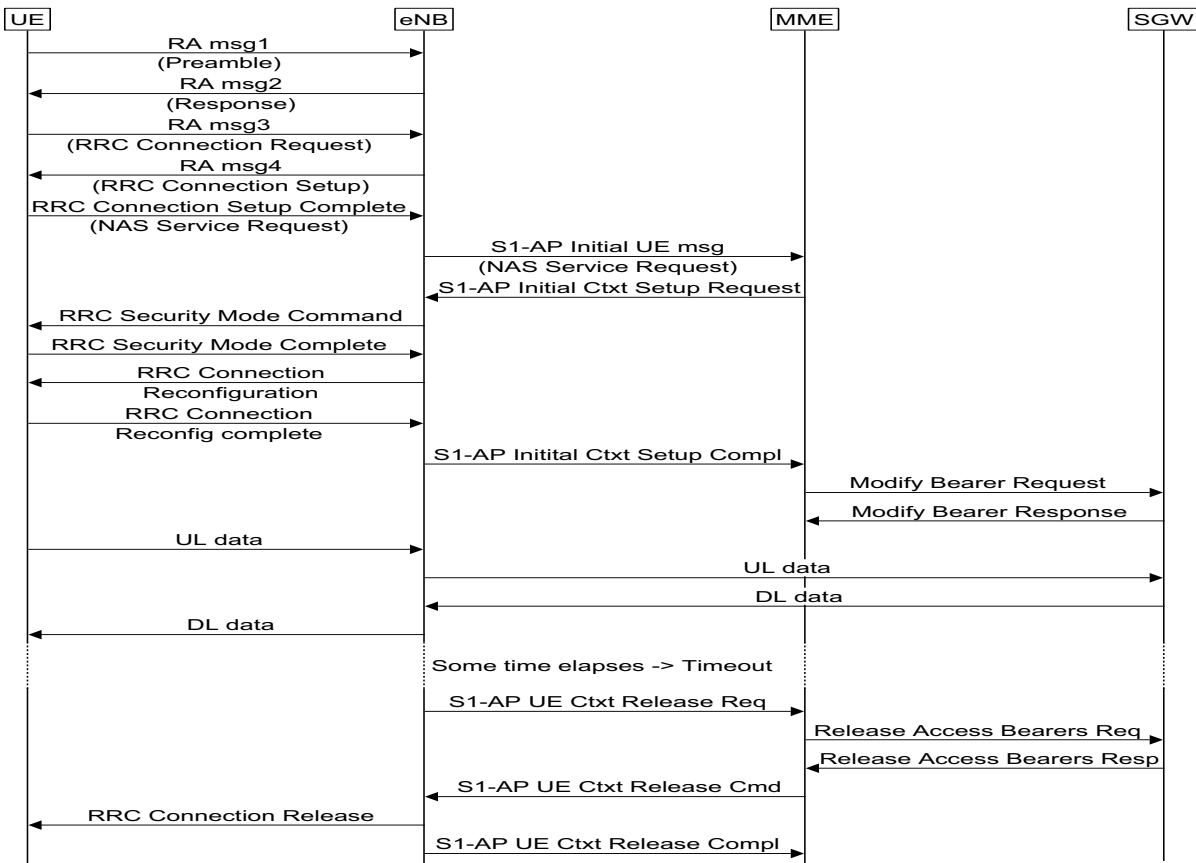 UE eNB MME SGW
RA msg1
(Preamble)
RA msg2
(Response)
RA msg3
(RRC Connection Request)
RA msg4
(RRC Connection Setup)
RRC Connection Setup Complete
(NAS Service Request)
S1-AP Initial UE msg
(NAS Service Request)
S1-AP Initial Ctxt Setup Request
RRC Security Mode Command
RRC Security Mode Complete
RRC Connection
Reconfiguration
RRC Connection
Reconfig complete
S1-AP Initital Ctxt Setup Compl
Modify Bearer Request
Modify Bearer Response
UL data
UL data
DL data
DL data
Some time elapses -> Timeout
S1-AP UE Ctxt Release Req
Release Access Bearers Req
Release Access Bearers Resp
S1-AP UE Ctxt Release Cmd
RRC Connection Release
S1-AP UE Ctxt Release Compl